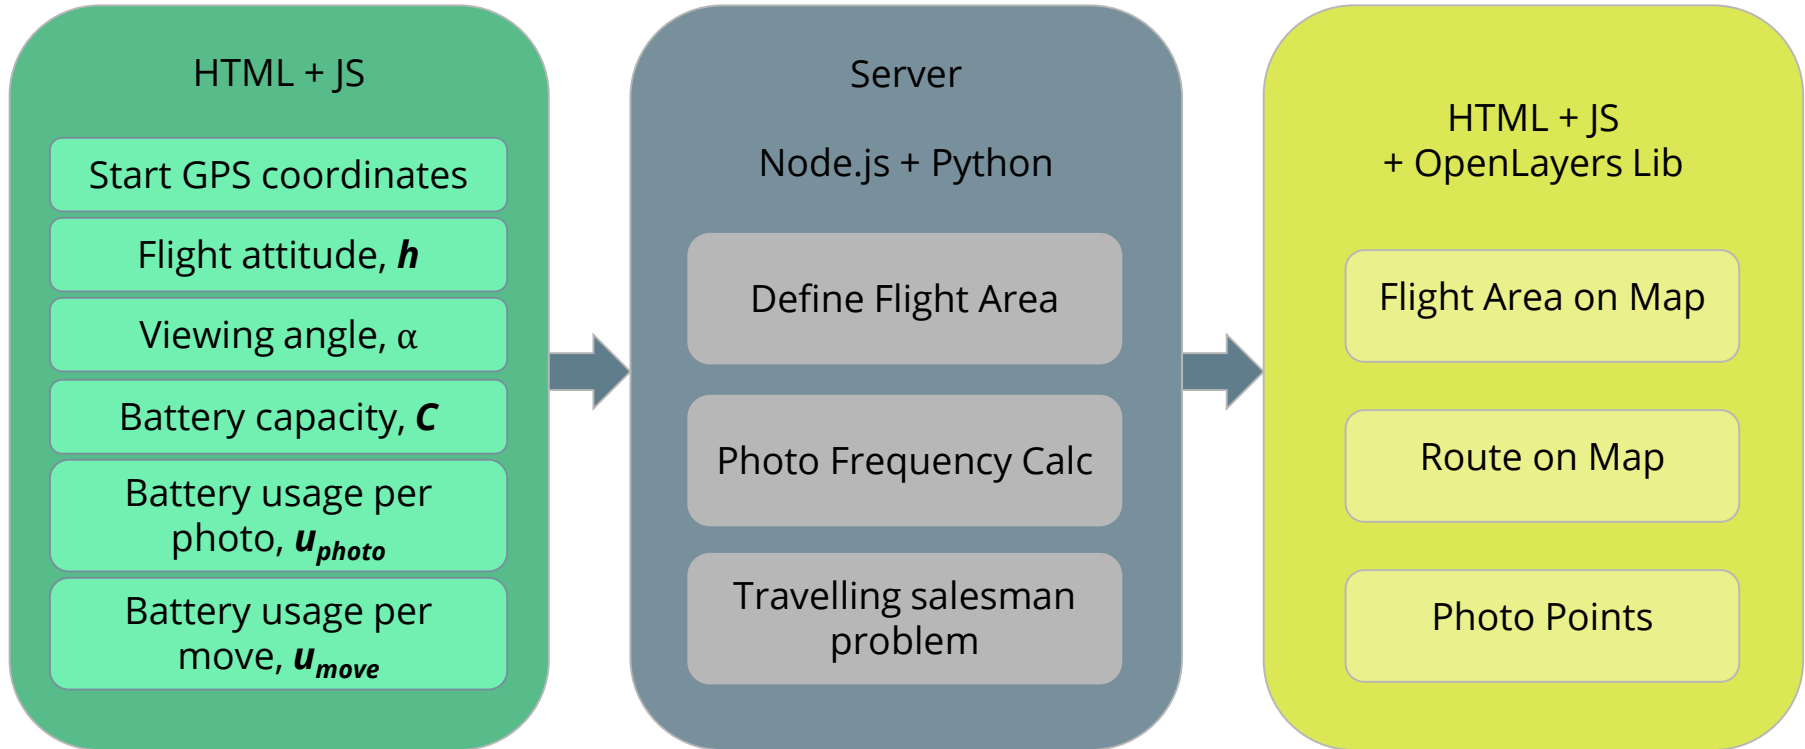 HTML + JS
Start GPS coordinates
Flight attitude, h
Viewing angle, α
Battery capacity, C
Battery usage per
photo, u_photo
Battery usage per
move, u_move
Server
Node.js + Python
Define Flight Area
Photo Frequency Calc
Travelling salesman
problem
HTML + JS
+ OpenLayers Lib
Flight Area on Map
Route on Map
Photo Points